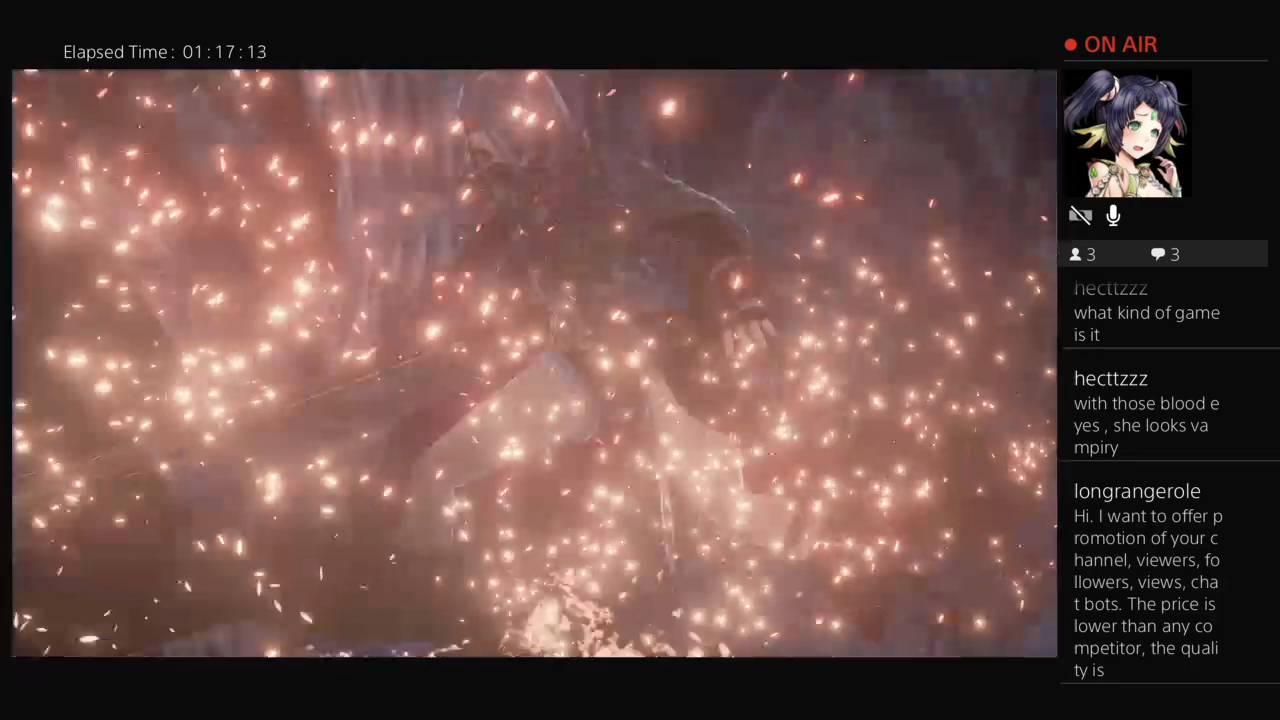 Elapsed Time: 01:17:13
ON AIR
3
3
hecttzzz
what kind of game
is it
hecttzzz
with those blood e
yes , she looks va
mpiry
longrangerole
Hi. I want to offer p
romotion of your c
hannel, viewers, fo
llowers, views, cha
t bots. The price is
lower than any co
mpetitor, the quali
ty is